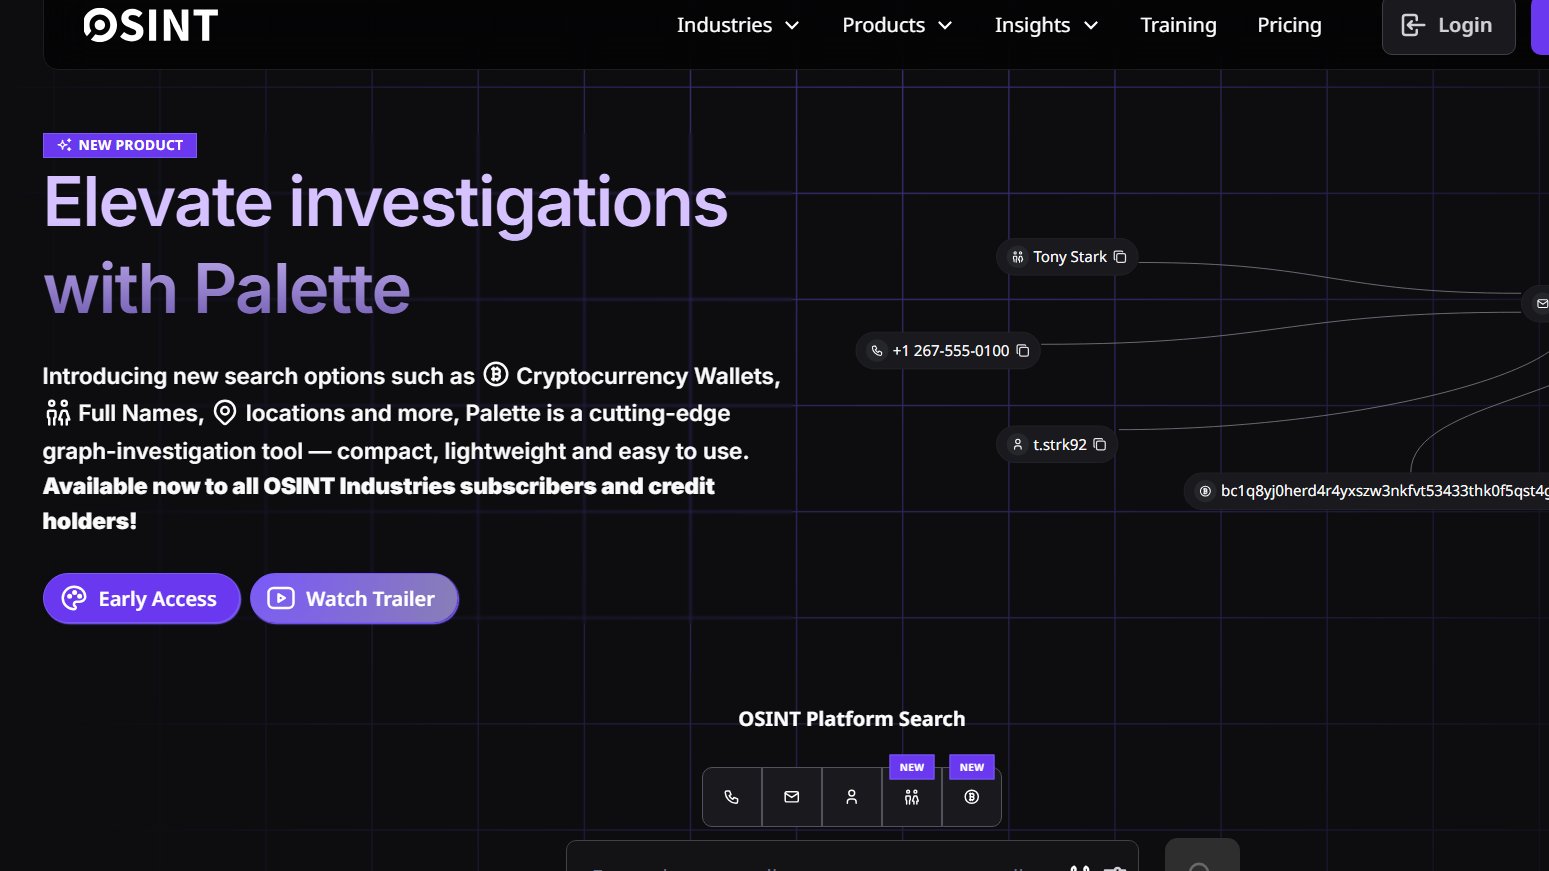 OSINT
Industries Products Insights Training Pricing Login
NEW PRODUCT
Elevate investigations
with Palette
Introducing new search options such as Cryptocurrency Wallets,
Full Names, locations and more, Palette is a cutting-edge
graph-investigation tool — compact, lightweight and easy to use.
Available now to all OSINT Industries subscribers and credit
holders!
Early Access Watch Trailer
Tony Stark
+1 267-555-0100
t.strk92
bc1q8yj0herd4r4yxszw3nkfvt53433thk0f5qst4g
OSINT Platform Search
NEW NEW